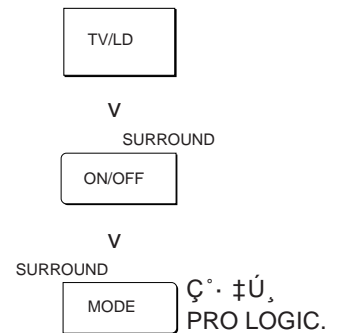 TV/LD
v
SURROUND
ON/OFF
v
SURROUND
MODE
Ç°· ‡Ú¸
PRO LOGIC.